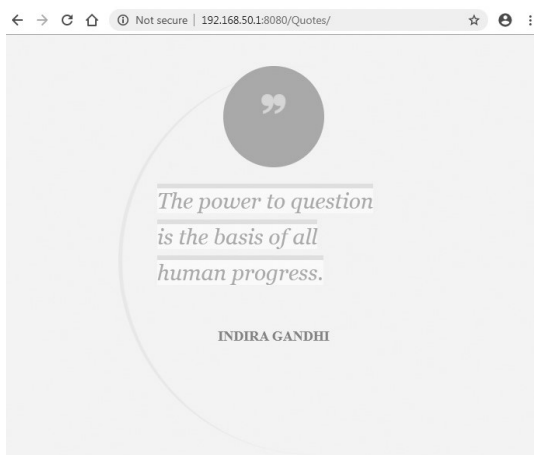 Not secure | 192.168.50.1:8080/Quotes/
”
The power to question
is the basis of all
human progress.
INDIRA GANDHI